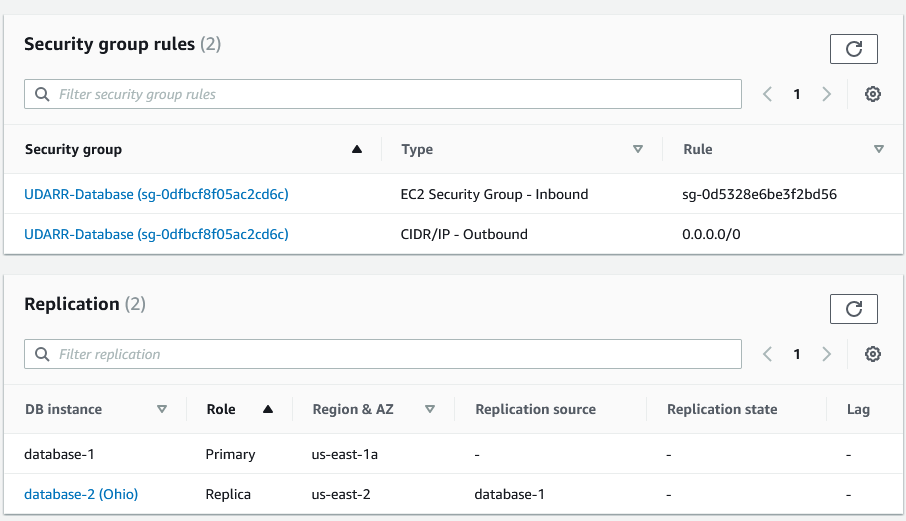 Security group rules (2)
Filter security group rules
1
Security group Type Rule
UDARR-Database (sg-0dfbcf8f05ac2cd6c) EC2 Security Group - Inbound sg-0d5328e6be3f2bd56
UDARR-Database (sg-0dfbcf8f05ac2cd6c) CIDR/IP - Outbound 0.0.0.0/0
Replication (2)
Filter replication
1
DB instance Role Region & AZ Replication source Replication state Lag
database-1 Primary us-east-1a - - -
database-2 (Ohio) Replica us-east-2 database-1 - -